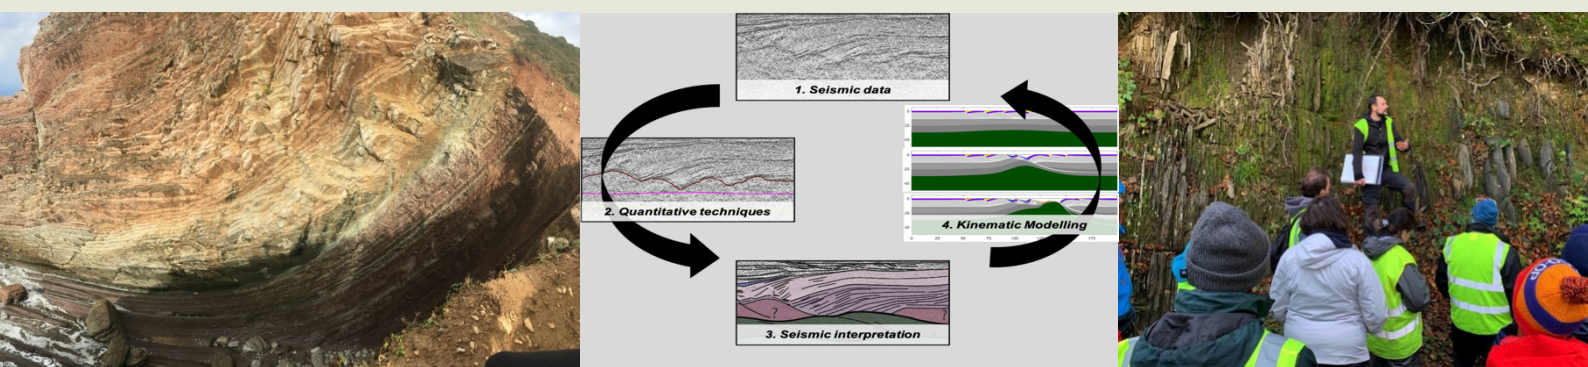 1. Seismic data
2. Quantitative techniques
3. Seismic interpretation
?
?
4. Kinematic Modelling